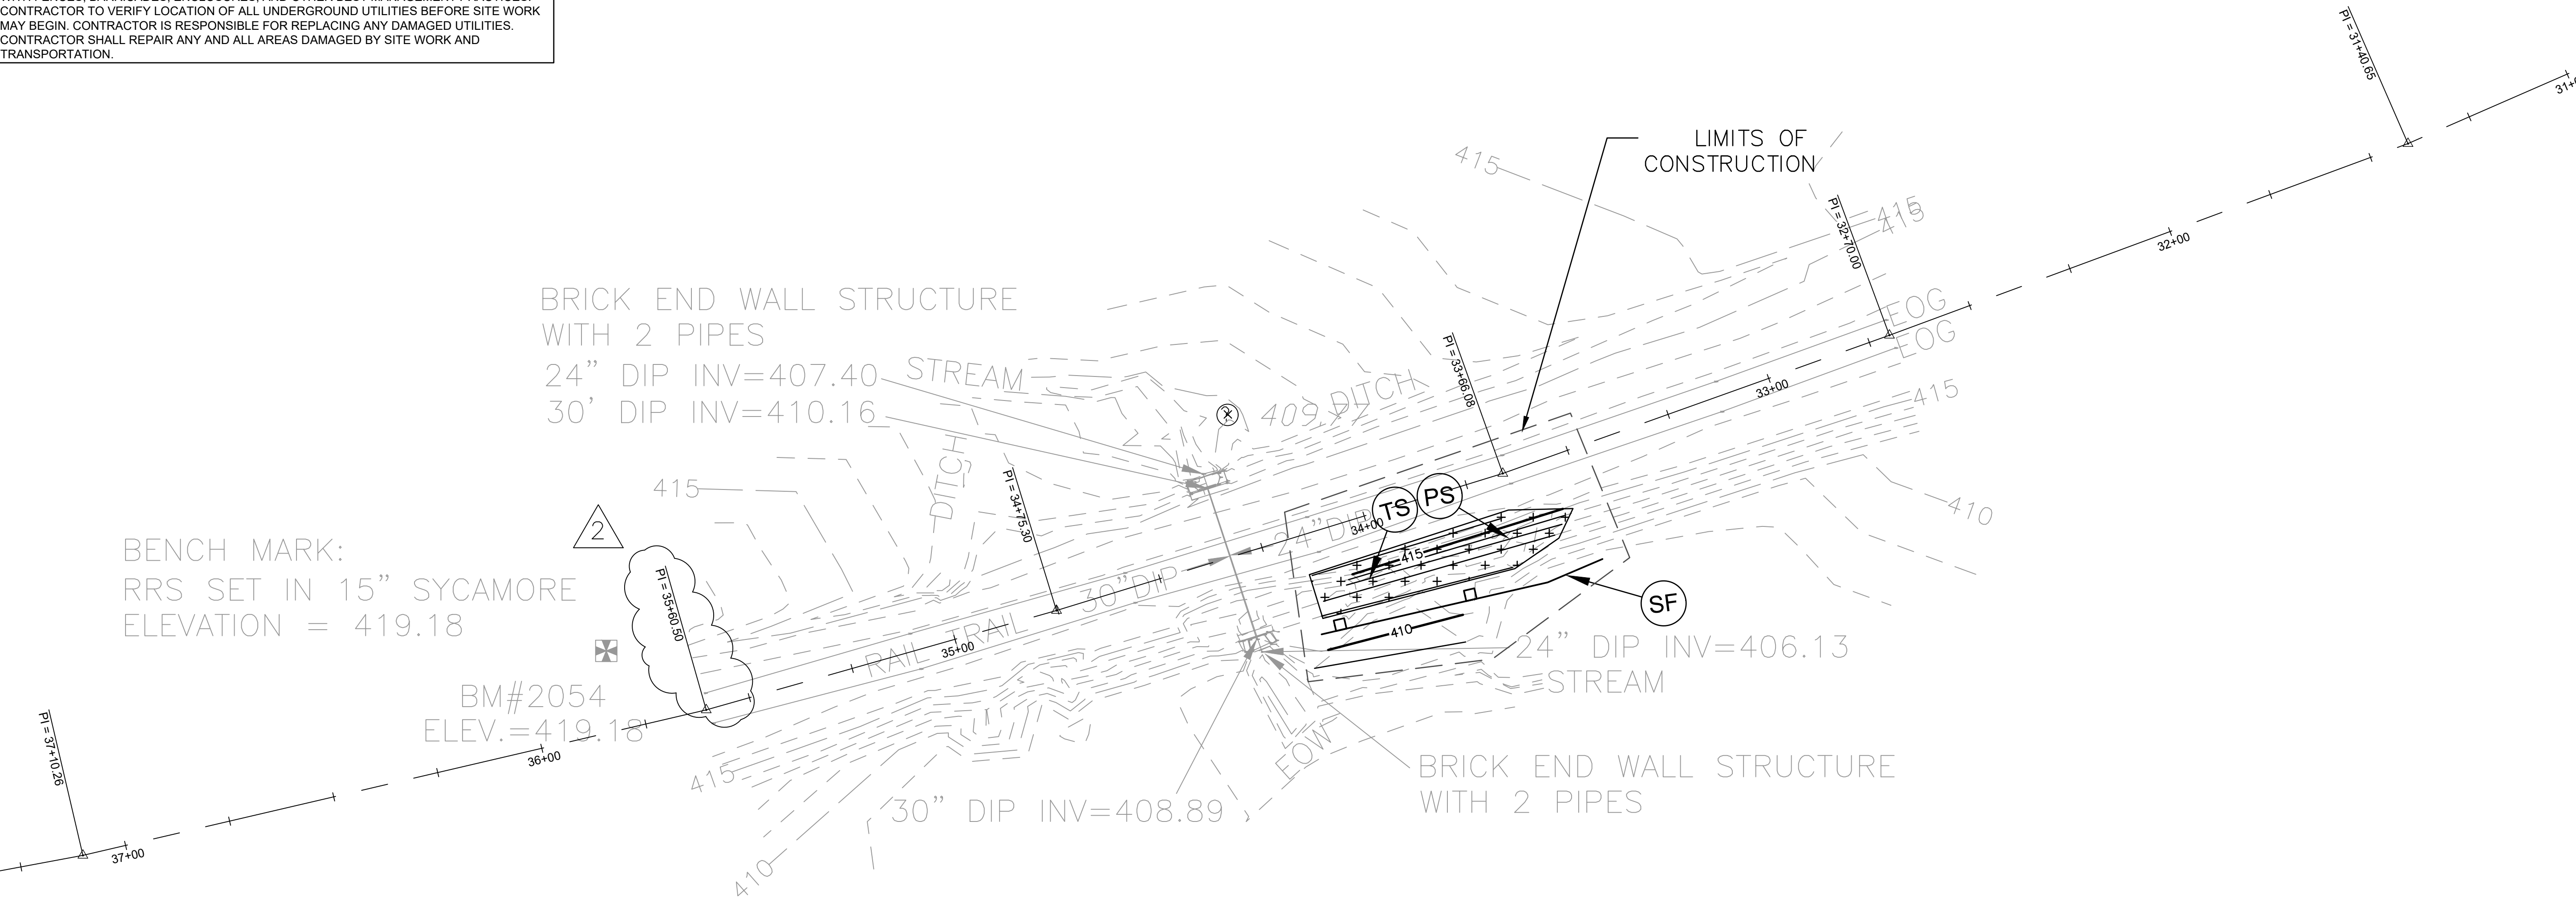 CONTRACTOR TO VERIFY LOCATION OF ALL UNDERGROUND UTILITIES BEFORE SITE WORK
MAY BEGIN. CONTRACTOR IS RESPONSIBLE FOR REPLACING ANY DAMAGED UTILITIES.
CONTRACTOR SHALL REPAIR ANY AND ALL AREAS DAMAGED BY SITE WORK AND
TRANSPORTATION.
PI = 31+40.65
LIMITS OF
CONSTRUCTION
415
415
413
PI = 32+70.00
32+00
BRICK END WALL STRUCTURE
WITH 2 PIPES
24" DIP INV=407.40
30' DIP INV=410.16
STREAM
EOG
EOG
PI = 33+66.08
DITCH
33+00
415
DITCH
PI = 34+75.30
415
TS
PS
34+00
24" DIP
410
415
2
BENCH MARK:
RRS SET IN 15" SYCAMORE
ELEVATION = 419.18
PI = 35+60.50
30" DIP
SF
RAIL TRAIL
35+00
410
24" DIP INV=406.13
STREAM
BM#2054
ELEV.=419.18
PI = 37+10.26
36+00
415
EOW
BRICK END WALL STRUCTURE
WITH 2 PIPES
30" DIP INV=408.89
37+00
410